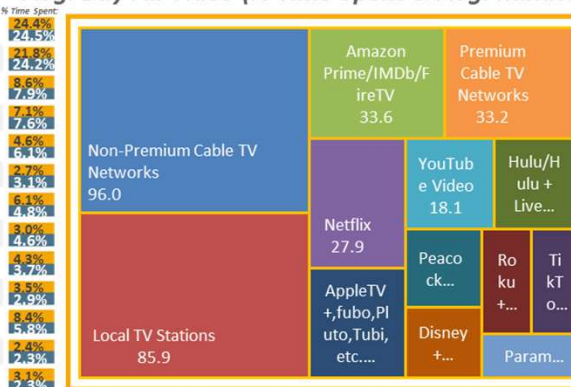 % Time Spent:
24.4%
24.5%
21.8%
24.2%
8.6%
7.9%
7.1%
7.6%
4.6%
6.1%
2.7%
3.1%
6.1%
4.8%
3.0%
4.6%
4.3%
3.7%
3.5%
2.9%
8.4%
5.8%
2.4%
2.3%
3.1%
2.3%
Non-Premium Cable TV
Networks
96.0
Local TV Stations
85.9
Amazon
Prime/IMDb/F
ireTV
33.6
Premium
Cable TV
Networks
33.2
Netflix
27.9
YouTub
e Video
18.1
Hulu/H
ulu +
Live...
AppleTV
+,fubo,Pl
uto,Tubi,
etc....
Peaco
ck...
Ro
ku
+...
Ti
kT
o...
Disney
+...
Param...